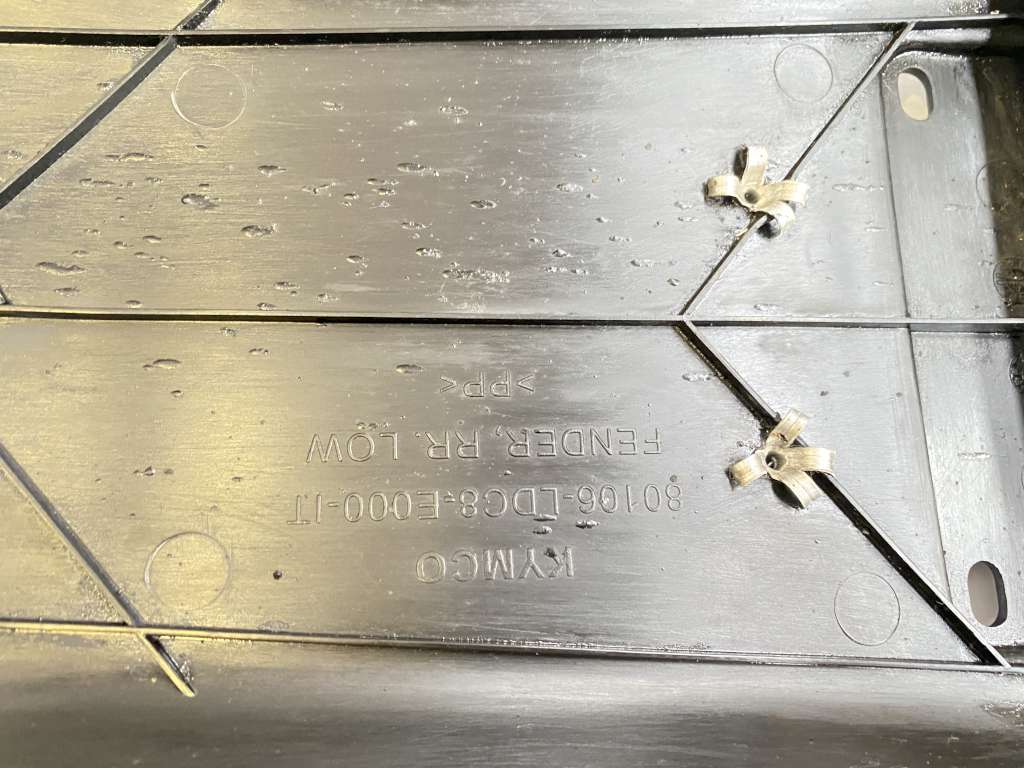 KYMCO
80106-LDC8-E000-IT
FENDER, RR. LOW
>PP<